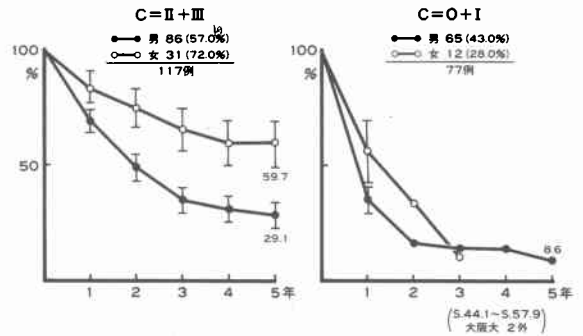 C=II+III
男 86(57.0%)
女 31(72.0%)
117例
100
%
50
59.7
29.1
1 2 3 4 5年
C=O+I
男 65(43.0%)
女 12(28.0%)
77例
100
%
50
8.6
1 2 3 4 5年
(S.44.1〜S.57.9)
大阪大 2外